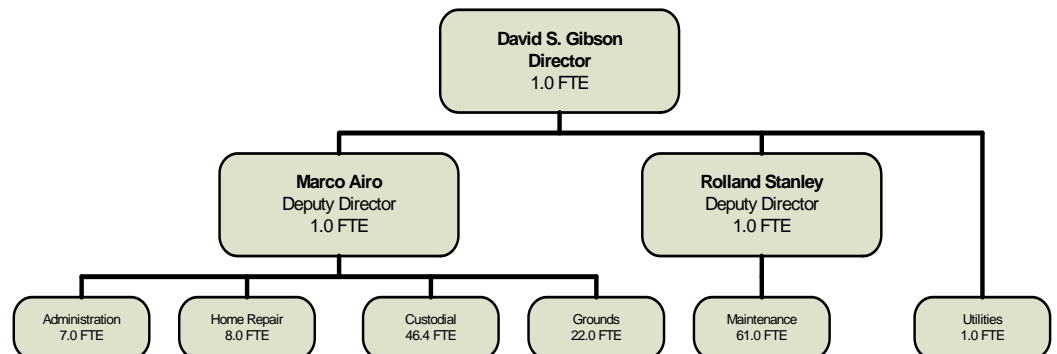 David S. Gibson
Director
1.0 FTE
Marco Airo
Deputy Director
1.0 FTE
Rolland Stanley
Deputy Director
1.0 FTE
Administration
7.0 FTE
Home Repair
8.0 FTE
Custodial
46.4 FTE
Grounds
22.0 FTE
Maintenance
61.0 FTE
Utilities
1.0 FTE